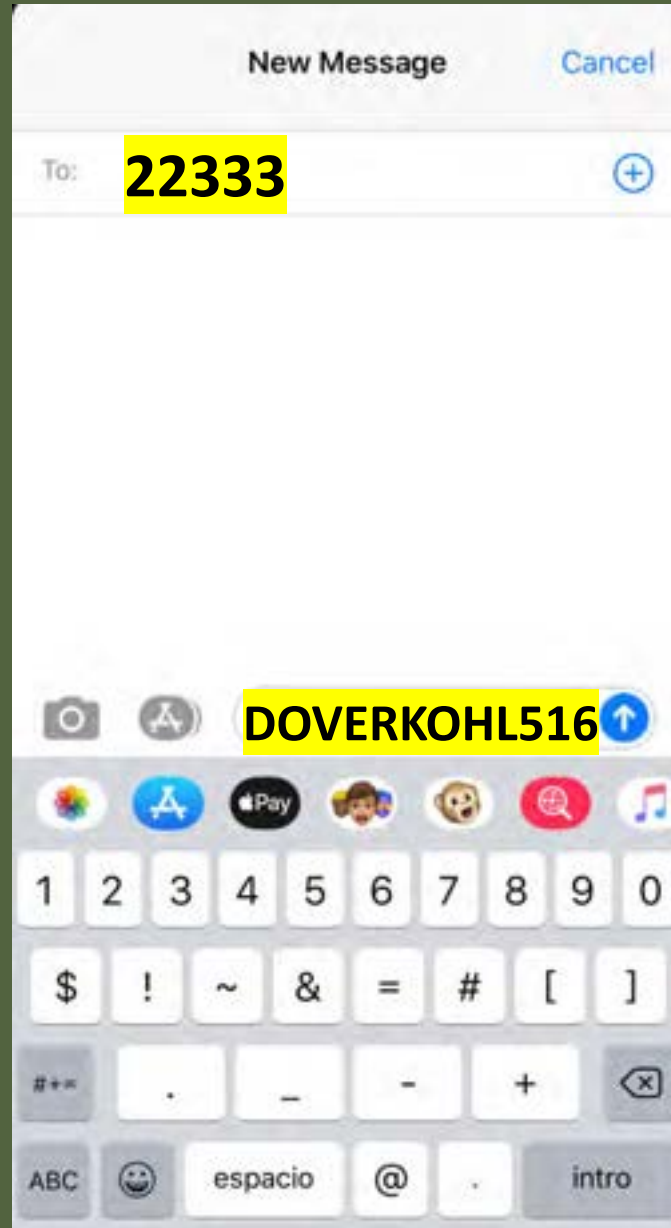 New Message Cancel
To: 22333
DOVERKOHL516
Pay
1 2 3 4 5 6 7 8 9 0
$ ! ~ & = # [ ]
#+= . _ - +
ABC espacio @ . intro